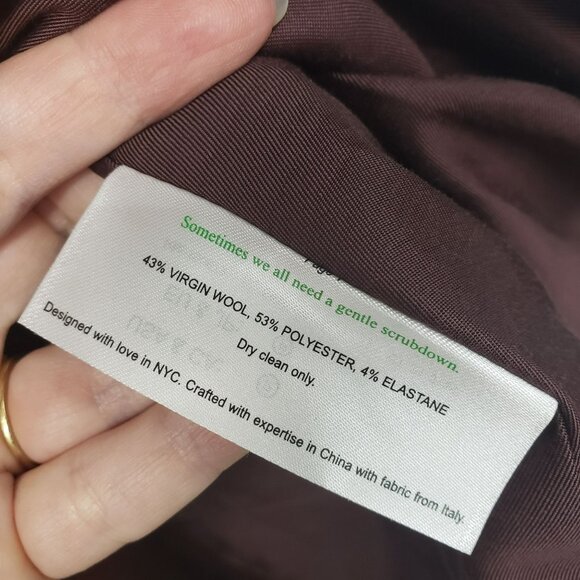 Sometimes we all need a gentle scrubdown.
43% VIRGIN WOOL, 53% POLYESTER, 4% ELASTANE
Dry clean only.
Designed with love in NYC. Crafted with expertise in China with fabric from Italy.